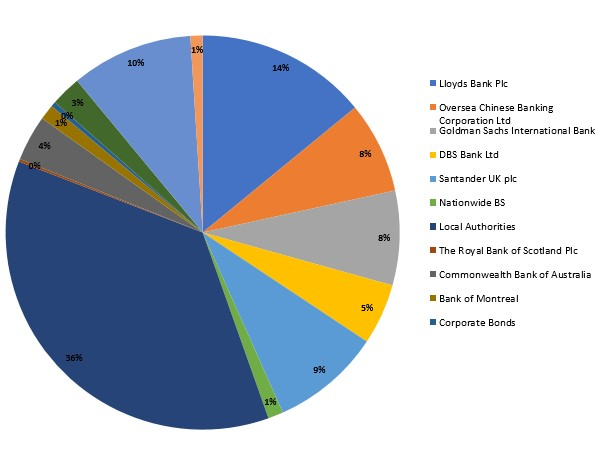 1%
14%
10%
3%
0%
1%
4%
0%
8%
8%
5%
9%
1%
36%
Lloyds Bank Plc
Oversea Chinese Banking
Corporation Ltd
Goldman Sachs International Bank
DBS Bank Ltd
Santander UK plc
Nationwide BS
Local Authorities
The Royal Bank of Scotland Plc
Commonwealth Bank of Australia
Bank of Montreal
Corporate Bonds